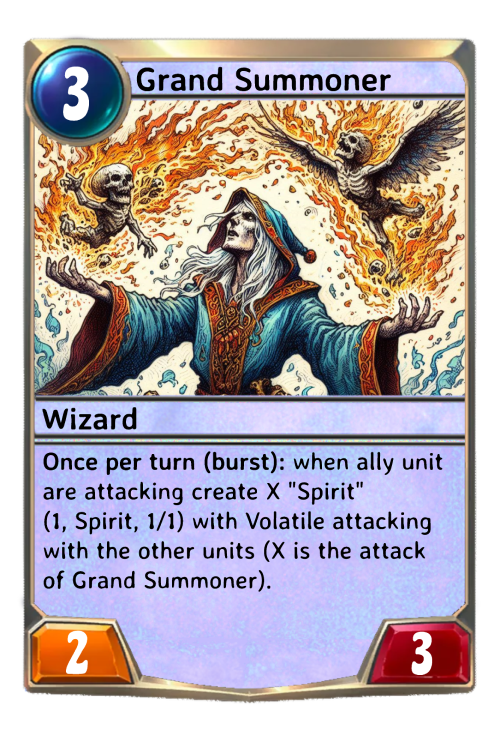 3
Grand Summoner
Wizard
Once per turn (burst): when ally unit
are attacking create X "Spirit"
(1, Spirit, 1/1) with Volatile attacking
with the other units (X is the attack
of Grand Summoner).
2
3